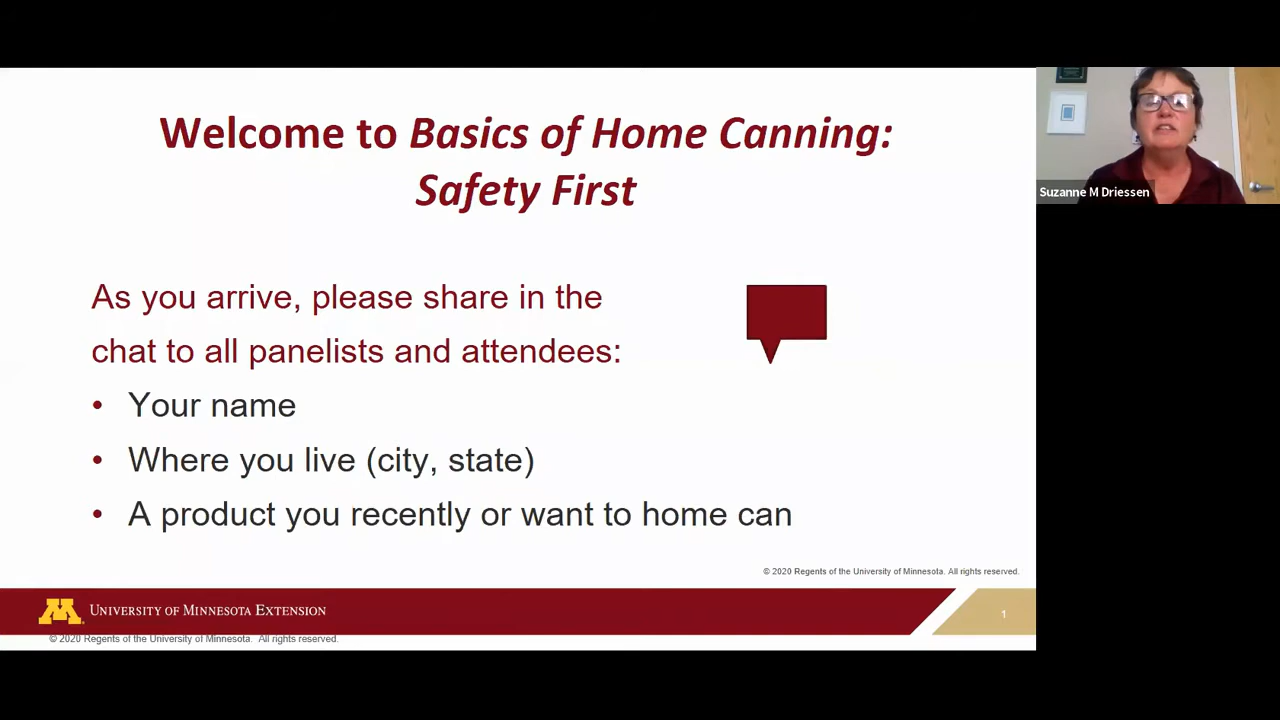 Welcome to Basics of Home Canning:
Safety First
As you arrive, please share in the
chat to all panelists and attendees:
• Your name
• Where you live (city, state)
• A product you recently or want to home can
© 2020 Regents of the University of Minnesota. All rights reserved.
M UNIVERSITY OF MINNESOTA EXTENSION
1
© 2020 Regents of the University of Minnesota. All rights reserved.
Suzanne M Driessen